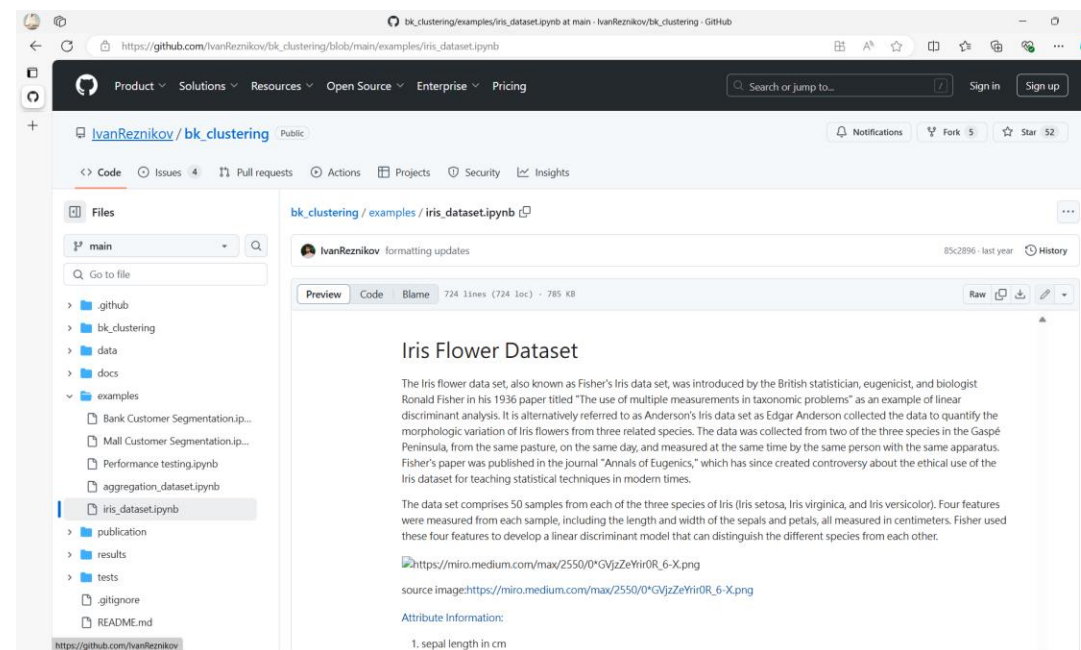 bk_clustering/examples/iris_dataset.ipynb at main · IvanReznikov/bk_clustering · GitHub
https://github.com/IvanReznikov/bk_clustering/blob/main/examples/iris_dataset.ipynb
Product Solutions Resources Open Source Enterprise Pricing Search or jump to... / Sign in Sign up
IvanReznikov / bk_clustering Public Notifications Fork 5 Star 52
<> Code Issues 4 Pull requests Actions Projects Security Insights
Files bk_clustering / examples / iris_dataset.ipynb
main IvanReznikov formatting updates 85c2896 · last year History
Go to file
Preview Code Blame 724 lines (724 loc) · 785 KB Raw
.github
bk_clustering
data
docs
examples
Bank Customer Segmentation.ip...
Mall Customer Segmentation.ip...
Performance testing.ipynb
aggregation_dataset.ipynb
iris_dataset.ipynb
publication
results
tests
.gitignore
README.md
https://github.com/IvanReznikov
Iris Flower Dataset
The Iris flower data set, also known as Fisher's Iris data set, was introduced by the British statistician, eugenicist, and biologist
Ronald Fisher in his 1936 paper titled "The use of multiple measurements in taxonomic problems" as an example of linear
discriminant analysis. It is alternatively referred to as Anderson's Iris data set as Edgar Anderson collected the data to quantify the
morphologic variation of Iris flowers from three related species. The data was collected from two of the three species in the Gaspé
Peninsula, from the same pasture, on the same day, and measured at the same time by the same person with the same apparatus.
Fisher's paper was published in the journal "Annals of Eugenics," which has since created controversy about the ethical use of the
Iris dataset for teaching statistical techniques in modern times.
The data set comprises 50 samples from each of the three species of Iris (Iris setosa, Iris virginica, and Iris versicolor). Four features
were measured from each sample, including the length and width of the sepals and petals, all measured in centimeters. Fisher used
these four features to develop a linear discriminant model that can distinguish the different species from each other.
https://miro.medium.com/max/2550/0*GVjzZeYrir0R_6-X.png
source image:https://miro.medium.com/max/2550/0*GVjzZeYrir0R_6-X.png
Attribute Information:
1. sepal length in cm